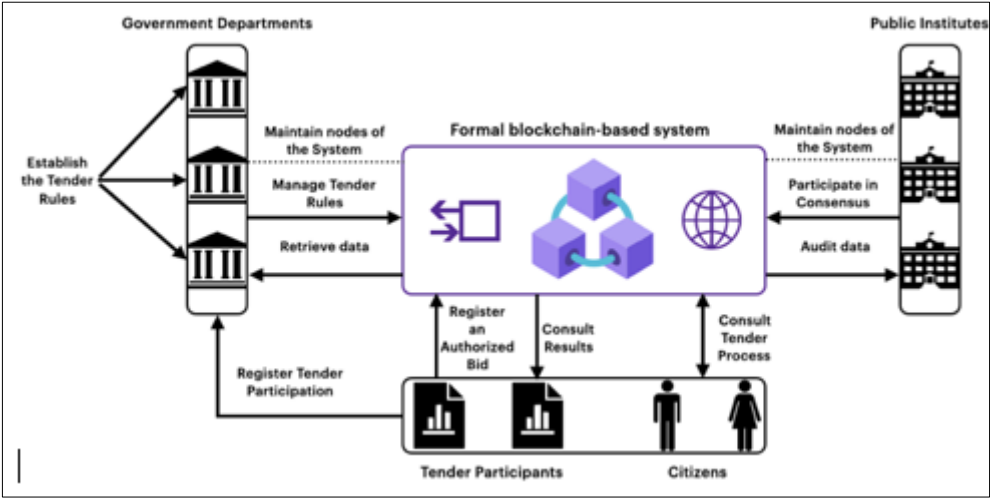 Government Departments
Public Institutes
Establish
the Tender
Rules
Maintain nodes of
the System
Manage Tender
Rules
Retrieve data
Formal blockchain-based system
Maintain nodes of
the System
Participate in
Consensus
Audit data
Register
an
Authorized
Bid
Consult
Results
Consult
Tender
Process
Register Tender
Participation
Tender Participants
Citizens